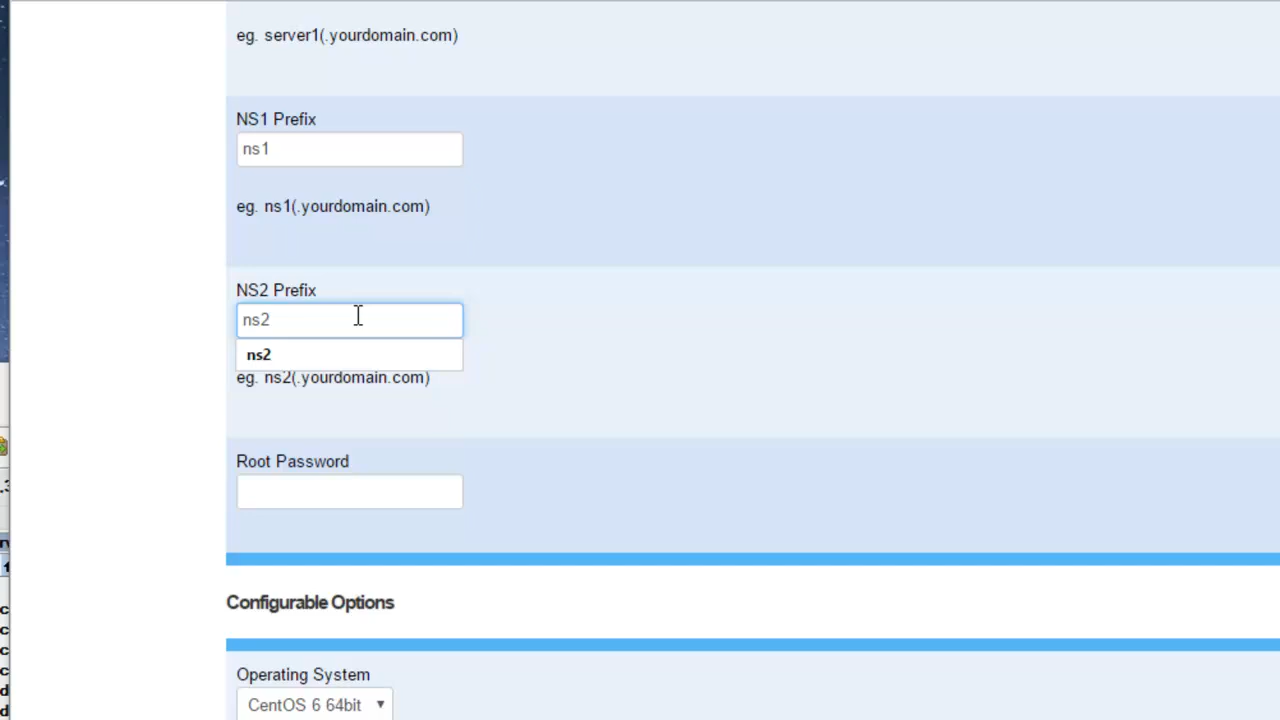 eg. server1(.yourdomain.com)
NS1 Prefix
ns1
eg. ns1(.yourdomain.com)
NS2 Prefix
ns2
ns2
eg. ns2(.yourdomain.com)
Root Password
Configurable Options
Operating System
CentOS 6 64bit